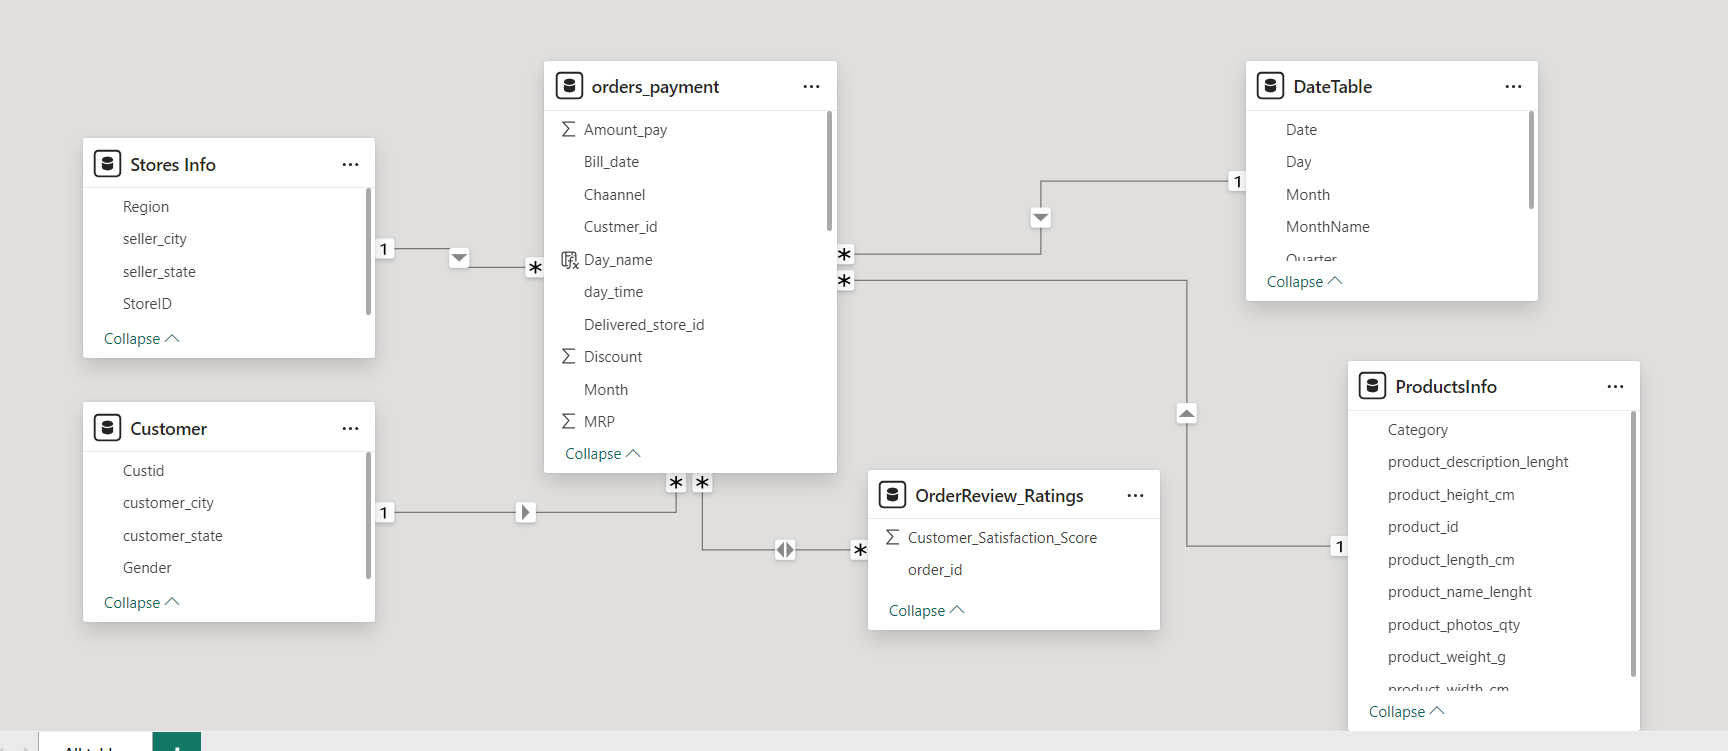 Stores Info
Region
seller_city
seller_state
StoreID
Collapse
Customer
Custid
customer_city
customer_state
Gender
Collapse
orders_payment
Amount_pay
Bill_date
Chaannel
Custmer_id
Day_name
day_time
Delivered_store_id
Discount
Month
MRP
Collapse
OrderReview_Ratings
Customer_Satisfaction_Score
order_id
Collapse
DateTable
Date
Day
Month
MonthName
Quarter
Collapse
ProductsInfo
Category
product_description_lenght
product_height_cm
product_id
product_length_cm
product_name_lenght
product_photos_qty
product_weight_g
product_width_cm
Collapse
1
*
1
*
*
*
*
*
1
1